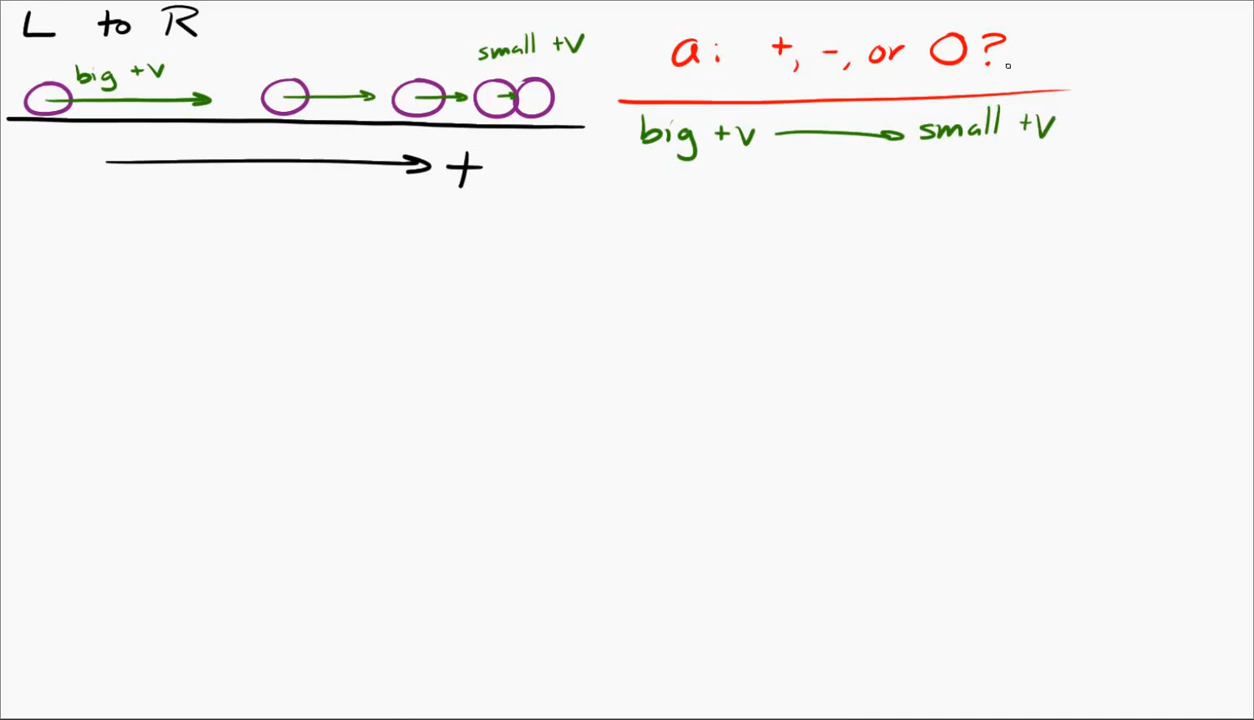 L to R
big +v
small +v
+
a: +, -, or 0?
big +v → small +v